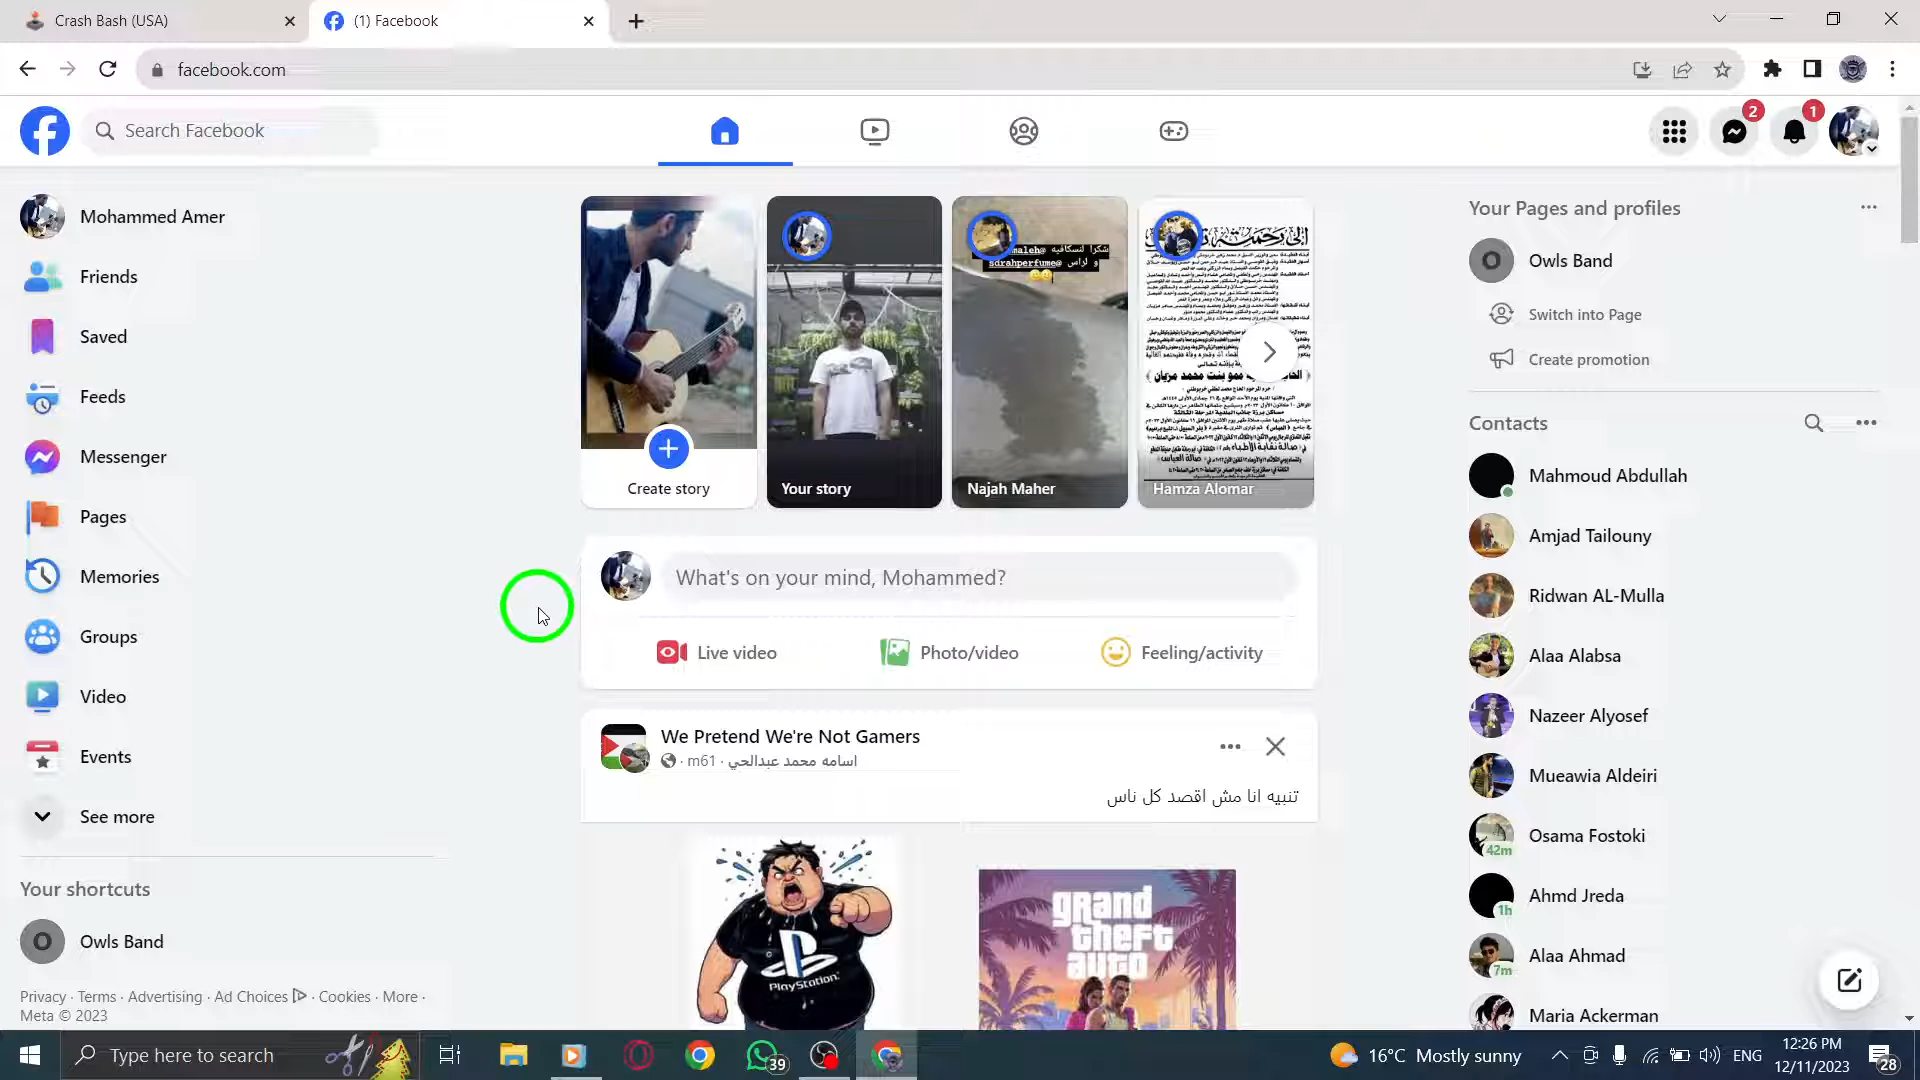 Crash Bash (USA)
(1) Facebook
facebook.com
Search Facebook
2
1
Mohammed Amer
Friends
Saved
Feeds
Messenger
Pages
Memories
Groups
Video
Events
See more
Your shortcuts
Owls Band
Privacy · Terms · Advertising · Ad Choices · Cookies · More ·
Meta © 2023
Create story
Your story
شكرا لنسكافيه @maleh
و لراس @sdrahperfume
Najah Maher
Hamza Alomar
What's on your mind, Mohammed?
Live video
Photo/video
Feeling/activity
We Pretend We're Not Gamers
اسامه محمد عبدالحي · m61 ·
تنبيه انا مش اقصد كل ناس
PlayStation
grand
theft
auto
Your Pages and profiles
Owls Band
Switch into Page
Create promotion
Contacts
Mahmoud Abdullah
Amjad Tailouny
Ridwan AL-Mulla
Alaa Alabsa
Nazeer Alyosef
Mueawia Aldeiri
Osama Fostoki
42m
Ahmd Jreda
1h
Alaa Ahmad
7m
Maria Ackerman
Type here to search
39
16°C Mostly sunny
ENG
12:26 PM
12/11/2023
28